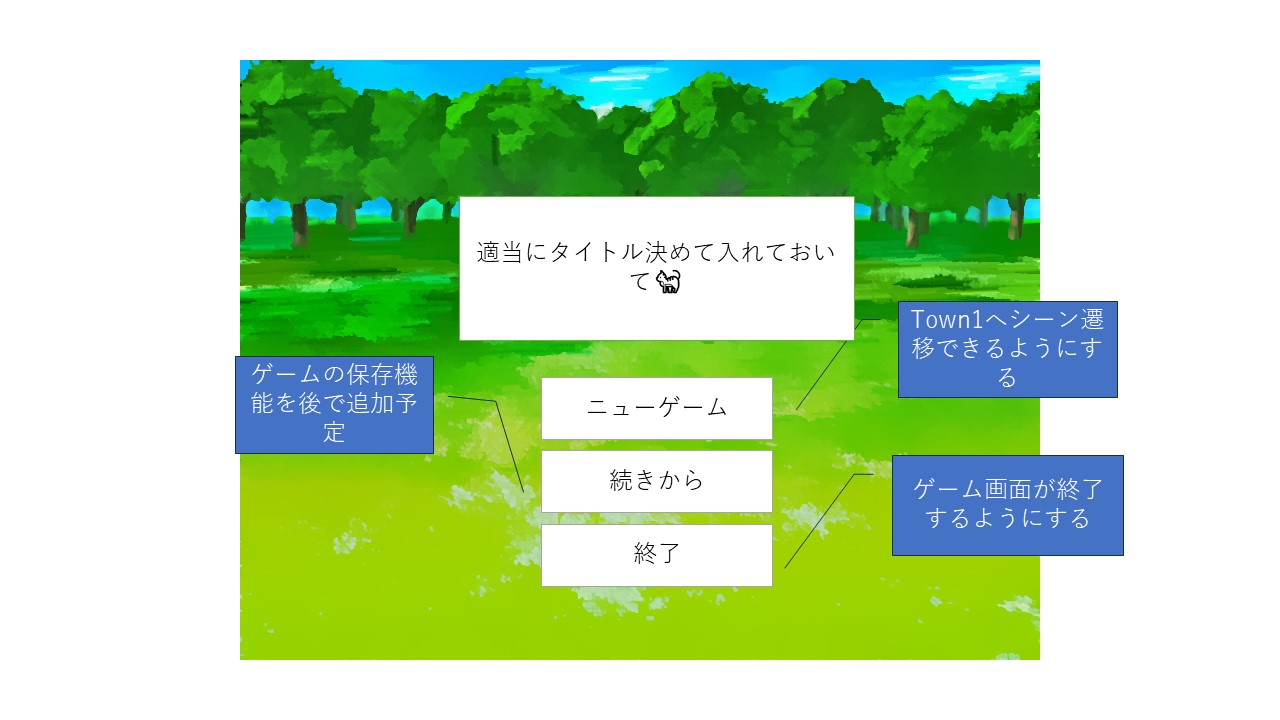 適当にタイトル決めて入れておい
て🐈
Town1へシーン遷
移できるようにす
る
ゲームの保存機
能を後で追加予
定
ニューゲーム
続きから
ゲーム画面が終了
するようにする
終了